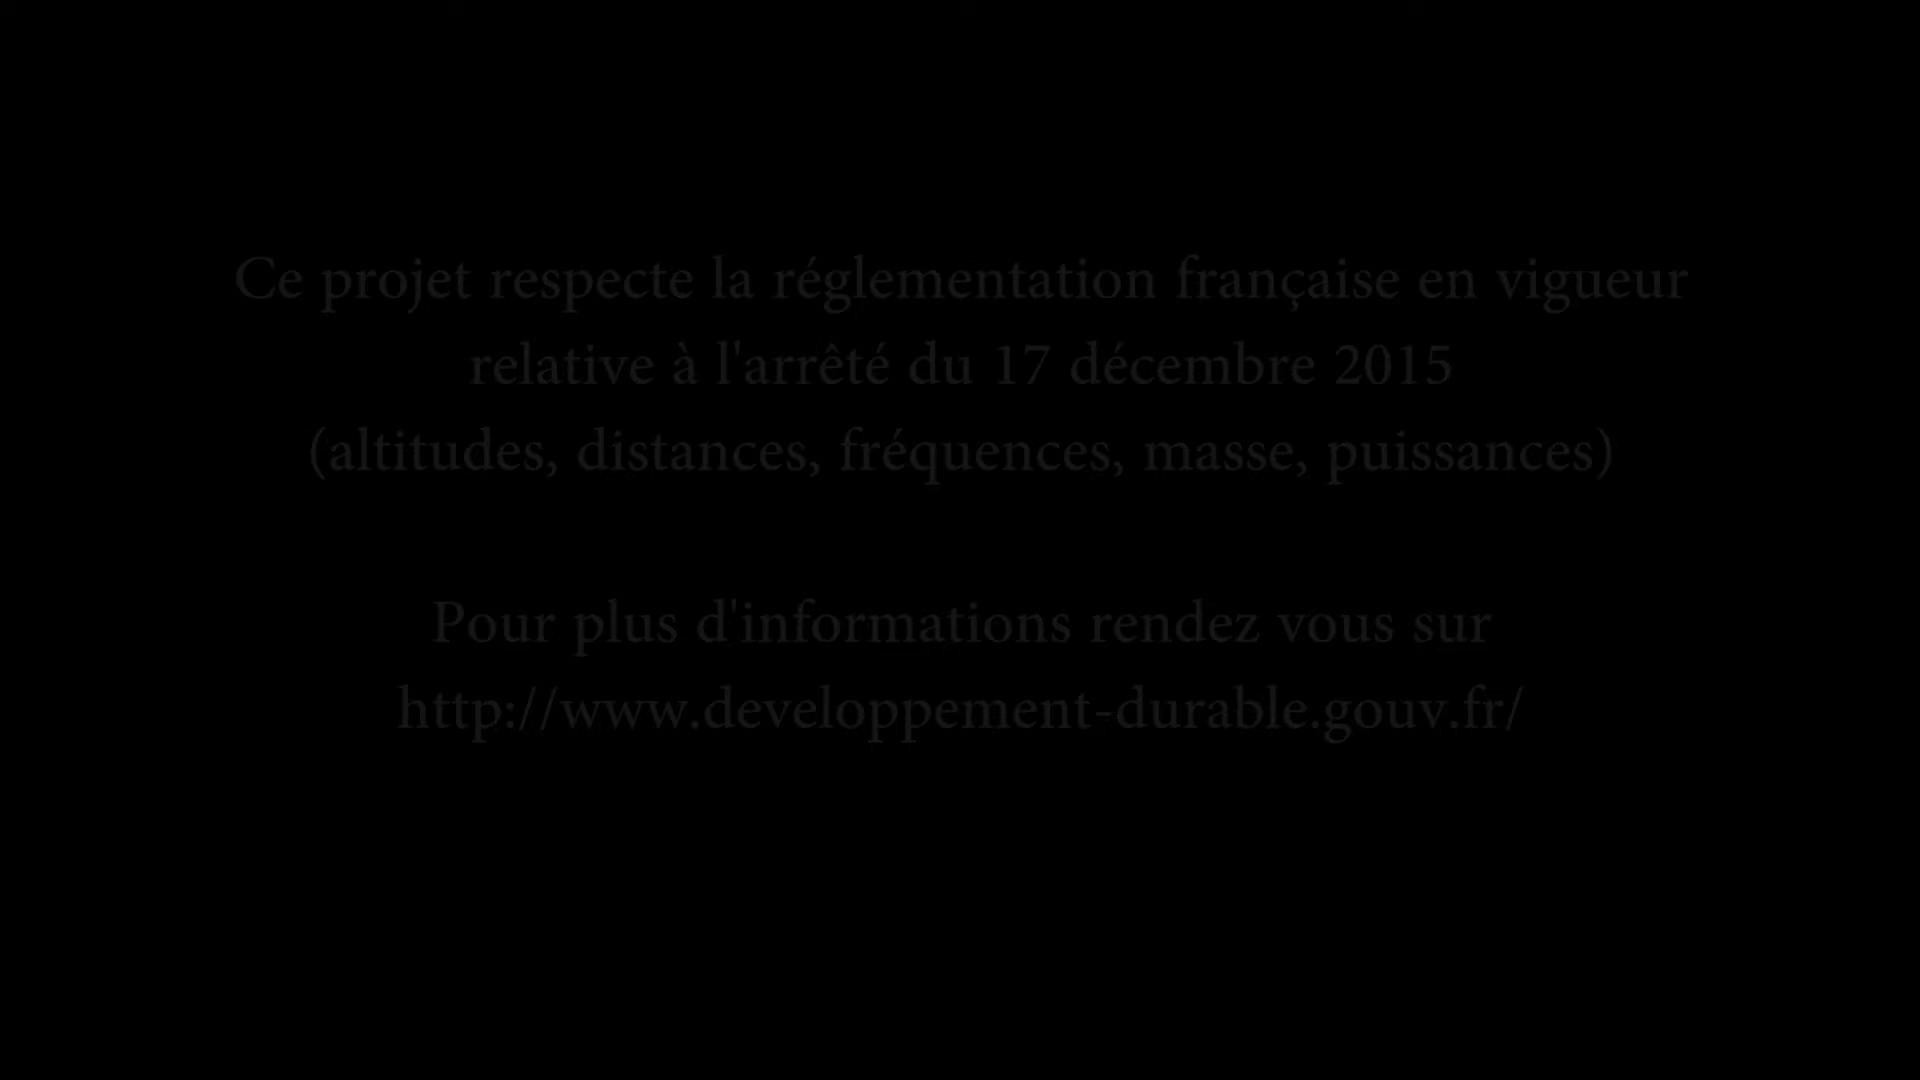 Ce projet respecte la réglementation française en vigueur
relative à l'arrêté du 17 décembre 2015
(altitudes, distances, fréquences, masse, puissances)
Pour plus d'informations rendez vous sur
http://www.developpement-durable.gouv.fr/